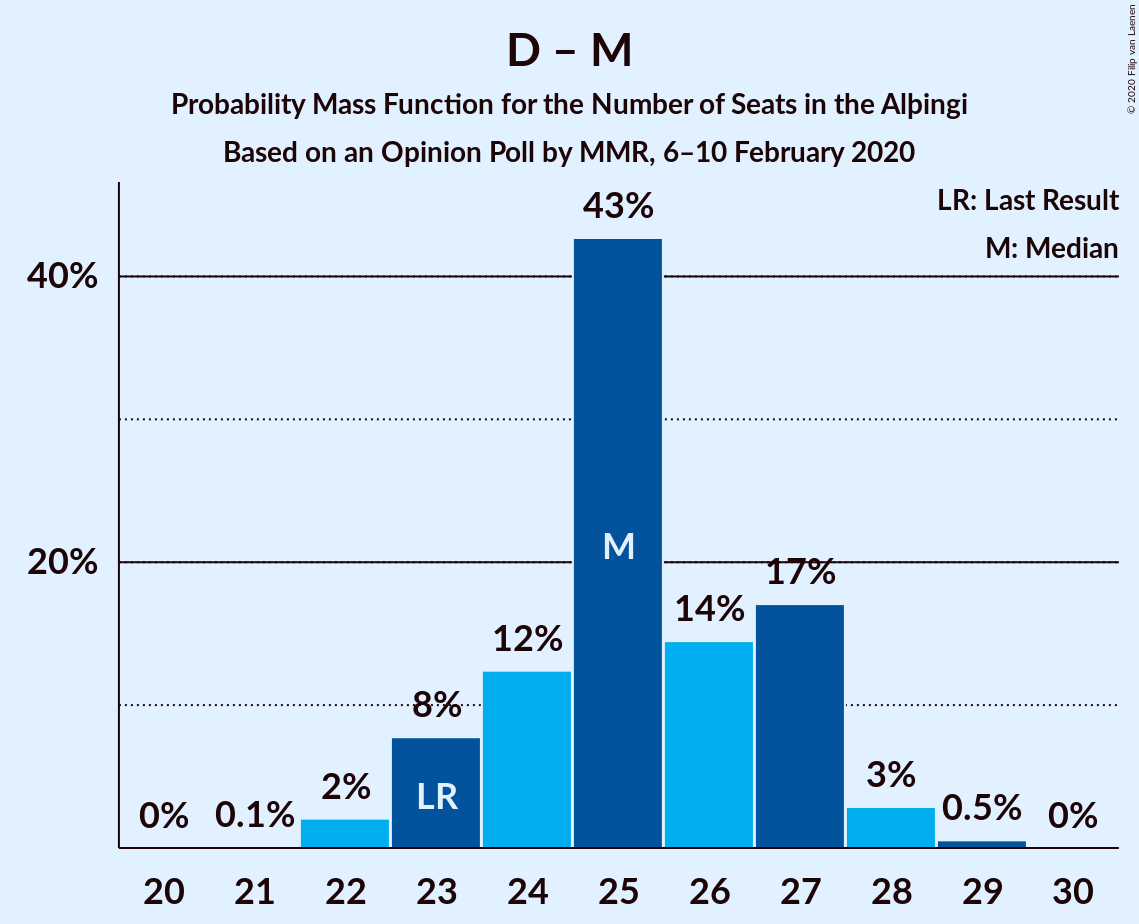 D – M
Probability Mass Function for the Number of Seats in the Alþingi
Based on an Opinion Poll by MMR, 6–10 February 2020
© 2020 Filip van Laenen
LR: Last Result
M: Median
40%
20%
0%
0.1%
2%
8%
12%
43%
14%
17%
3%
0.5%
0%
LR
M
20 21 22 23 24 25 26 27 28 29 30